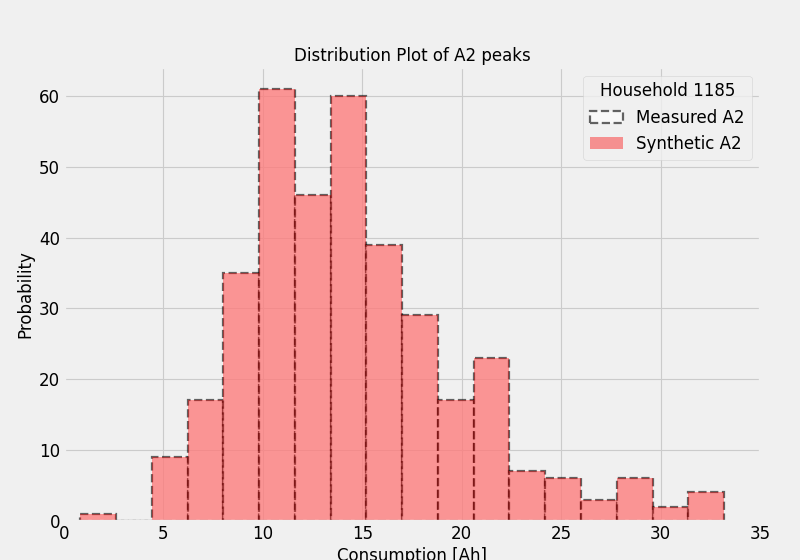 Distribution Plot of A2 peaks
Household 1185
Measured A2
Synthetic A2
60
50
40
30
20
10
0
Probability
0 5 10 15 20 25 30 35
Consumption [Ah]